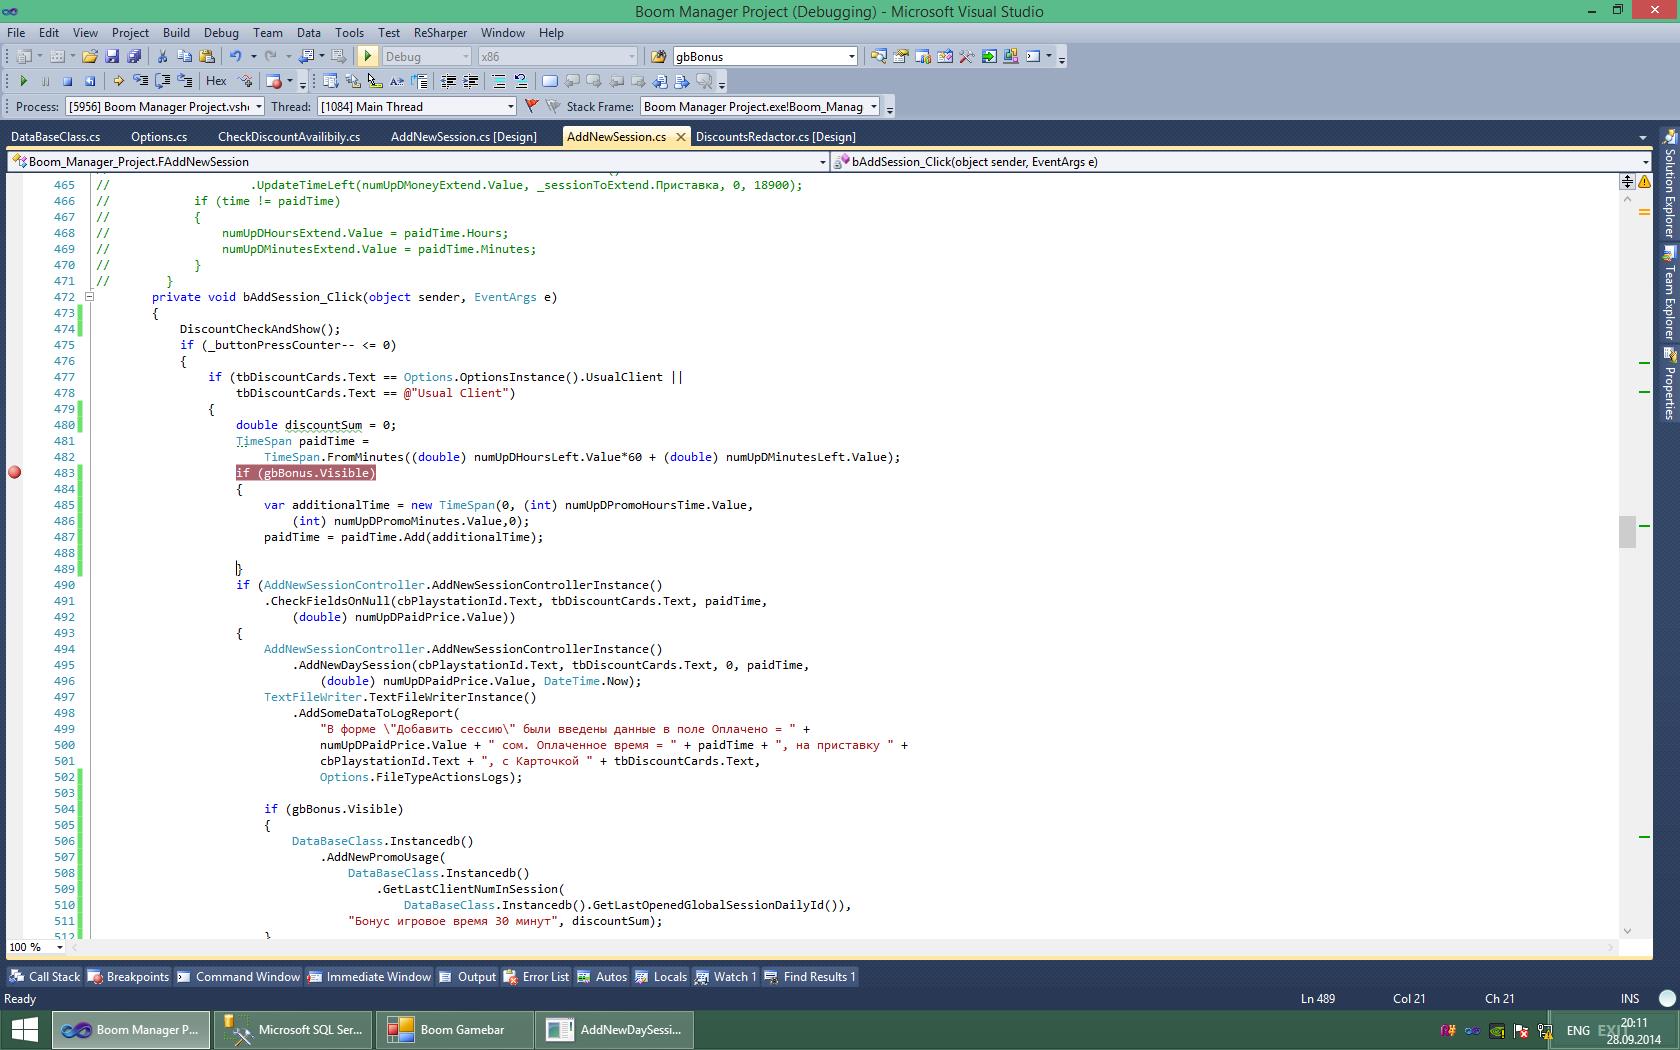 Boom Manager Project (Debugging) - Microsoft Visual Studio
File Edit View Project Build Debug Team Data Tools Test ReSharper Window Help
Debug x86 gbBonus
Hex
Process: [5956] Boom Manager Project.vsh Thread: [1084] Main Thread Stack Frame: Boom Manager Project.exe!Boom_Manag
DataBaseClass.cs Options.cs CheckDiscountAvailibily.cs AddNewSession.cs [Design] AddNewSession.cs DiscountsRedactor.cs [Design]
Boom_Manager_Project.FAddNewSession bAddSession_Click(object sender, EventArgs e)
465 // .UpdateTimeLeft(numUpDMoneyExtend.Value, _sessionToExtend.Приставка, 0, 18900);
466 // if (time != paidTime)
467 // {
468 // numUpDHoursExtend.Value = paidTime.Hours;
469 // numUpDMinutesExtend.Value = paidTime.Minutes;
470 // }
471 // }
472 private void bAddSession_Click(object sender, EventArgs e)
473 {
474 DiscountCheckAndShow();
475 if (_buttonPressCounter-- <= 0)
476 {
477 if (tbDiscountCards.Text == Options.OptionsInstance().UsualClient ||
478 tbDiscountCards.Text == @"Usual Client")
479 {
480 double discountSum = 0;
481 TimeSpan paidTime =
482 TimeSpan.FromMinutes((double) numUpDHoursLeft.Value*60 + (double) numUpDMinutesLeft.Value);
483 if (gbBonus.Visible)
484 {
485 var additionalTime = new TimeSpan(0, (int) numUpDPromoHoursTime.Value,
486 (int) numUpDPromoMinutes.Value,0);
487 paidTime = paidTime.Add(additionalTime);
488
489 }
490 if (AddNewSessionController.AddNewSessionControllerInstance()
491 .CheckFieldsOnNull(cbPlaystationId.Text, tbDiscountCards.Text, paidTime,
492 (double) numUpDPaidPrice.Value))
493 {
494 AddNewSessionController.AddNewSessionControllerInstance()
495 .AddNewDaySession(cbPlaystationId.Text, tbDiscountCards.Text, 0, paidTime,
496 (double) numUpDPaidPrice.Value, DateTime.Now);
497 TextFileWriter.TextFileWriterInstance()
498 .AddSomeDataToLogReport(
499 "В форме \"Добавить сессию\" были введены данные в поле Оплачено = " +
500 numUpDPaidPrice.Value + " сом. Оплаченное время = " + paidTime + ", на приставку " +
501 cbPlaystationId.Text + ", с Карточкой " + tbDiscountCards.Text,
502 Options.FileTypeActionsLogs);
503
504 if (gbBonus.Visible)
505 {
506 DataBaseClass.Instancedb()
507 .AddNewPromoUsage(
508 DataBaseClass.Instancedb()
509 .GetLastClientNumInSession(
510 DataBaseClass.Instancedb().GetLastOpenedGlobalSessionDailyId()),
511 "Бонус игровое время 30 минут", discountSum);
512 }
Solution Explorer
Team Explorer
Properties
100 %
Call Stack Breakpoints Command Window Immediate Window Output Error List Autos Locals Watch 1 Find Results 1
Ready Ln 489 Col 21 Ch 21 INS
Boom Manager P... Microsoft SQL Ser... Boom Gamebar AddNewDaySessi... ENG EXIT 20:11
28.09.2014